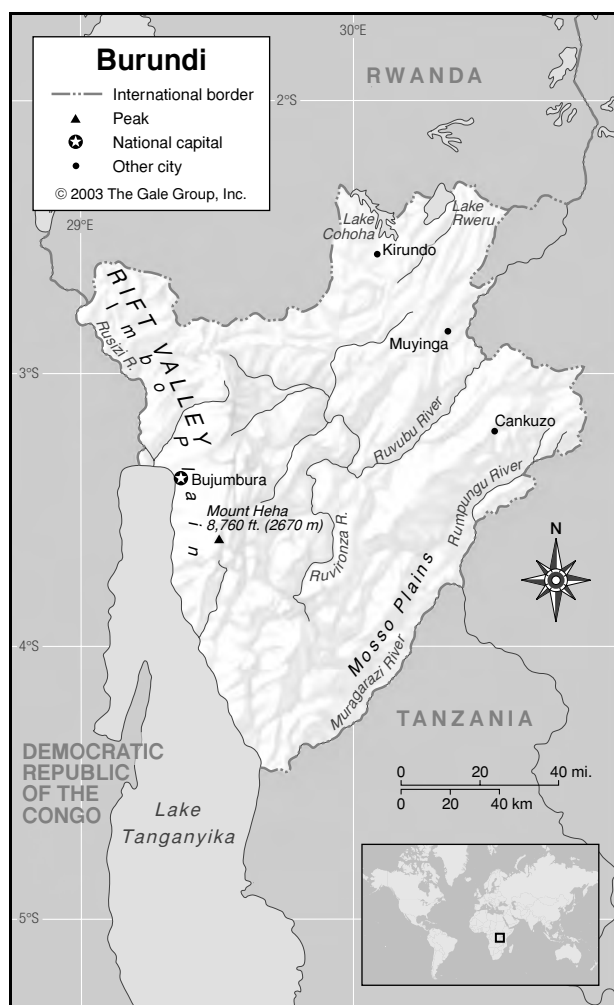 Burundi
International border
Peak
National capital
Other city
© 2003 The Gale Group, Inc.
30°E
RWANDA
2°S
29°E
Lake
Cohoha
Lake
Rweru
Kirundo
RIFT VALLEY
Imbo Plain
Rusizi R.
Muyinga
3°S
Ruvubu River
Cankuzo
Bujumbura
Rumpungu River
Mount Heha
8,760 ft. (2670 m)
Ruvironza R.
N
Mosso Plains
4°S
Muragarazi River
TANZANIA
DEMOCRATIC
REPUBLIC
OF THE
CONGO
0 20 40 mi.
0 20 40 km
Lake
Tanganyika
5°S